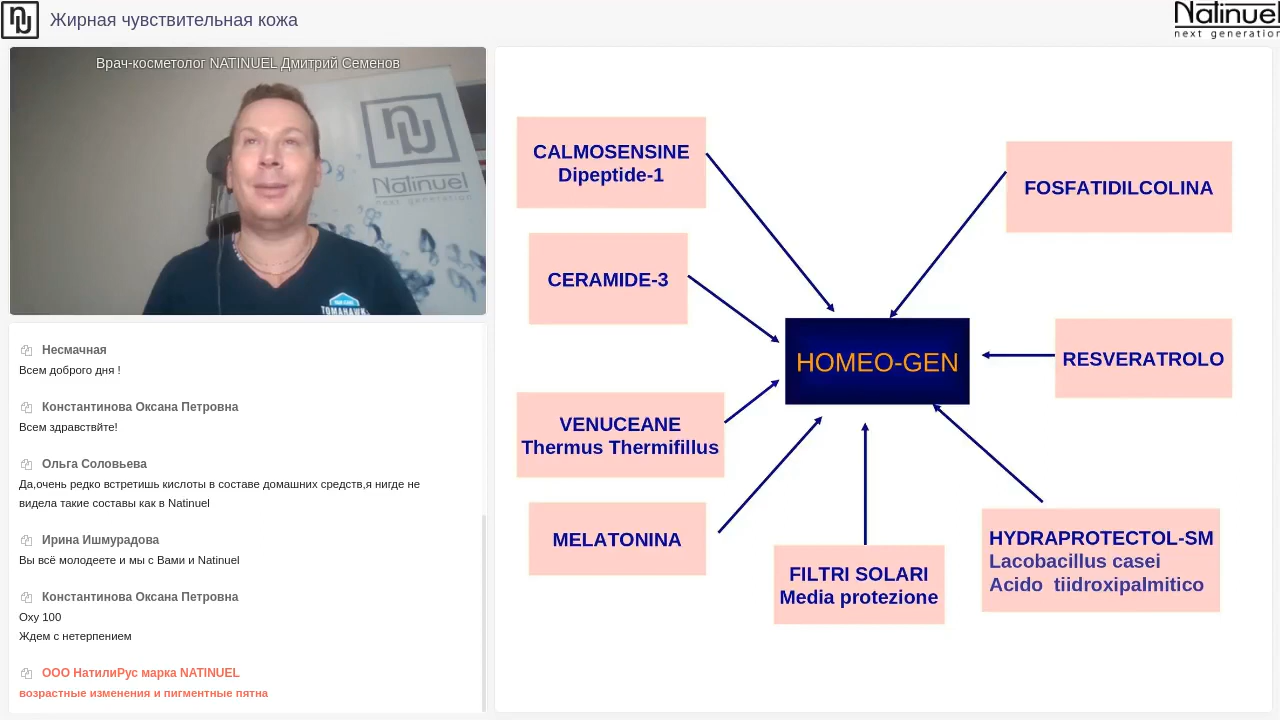 Жирная чувствительная кожа
Natinuel
next generation
Врач-косметолог NATINUEL Дмитрий Семенов
Natinuel
next generation
TOMAHAWK
Несмачная
Всем доброго дня !
Константинова Оксана Петровна
Всем здравствйте!
Ольга Соловьева
Да,очень редко встретишь кислоты в составе домашних средств,я нигде не
видела такие составы как в Natinuel
Ирина Ишмурадова
Вы всё молодеете и мы с Вами и Natinuel
Константинова Оксана Петровна
Oxy 100
Ждем с нетерпением
ООО НатилиРус марка NATINUEL
возрастные изменения и пигментные пятна
CALMOSENSINE
Dipeptide-1
FOSFATIDILCOLINA
CERAMIDE-3
HOMEO-GEN
RESVERATROLO
VENUCEANE
Thermus Thermifillus
MELATONINA
FILTRI SOLARI
Media protezione
HYDRAPROTECTOL-SM
Lacobacillus casei
Acido tiidroxipalmitico